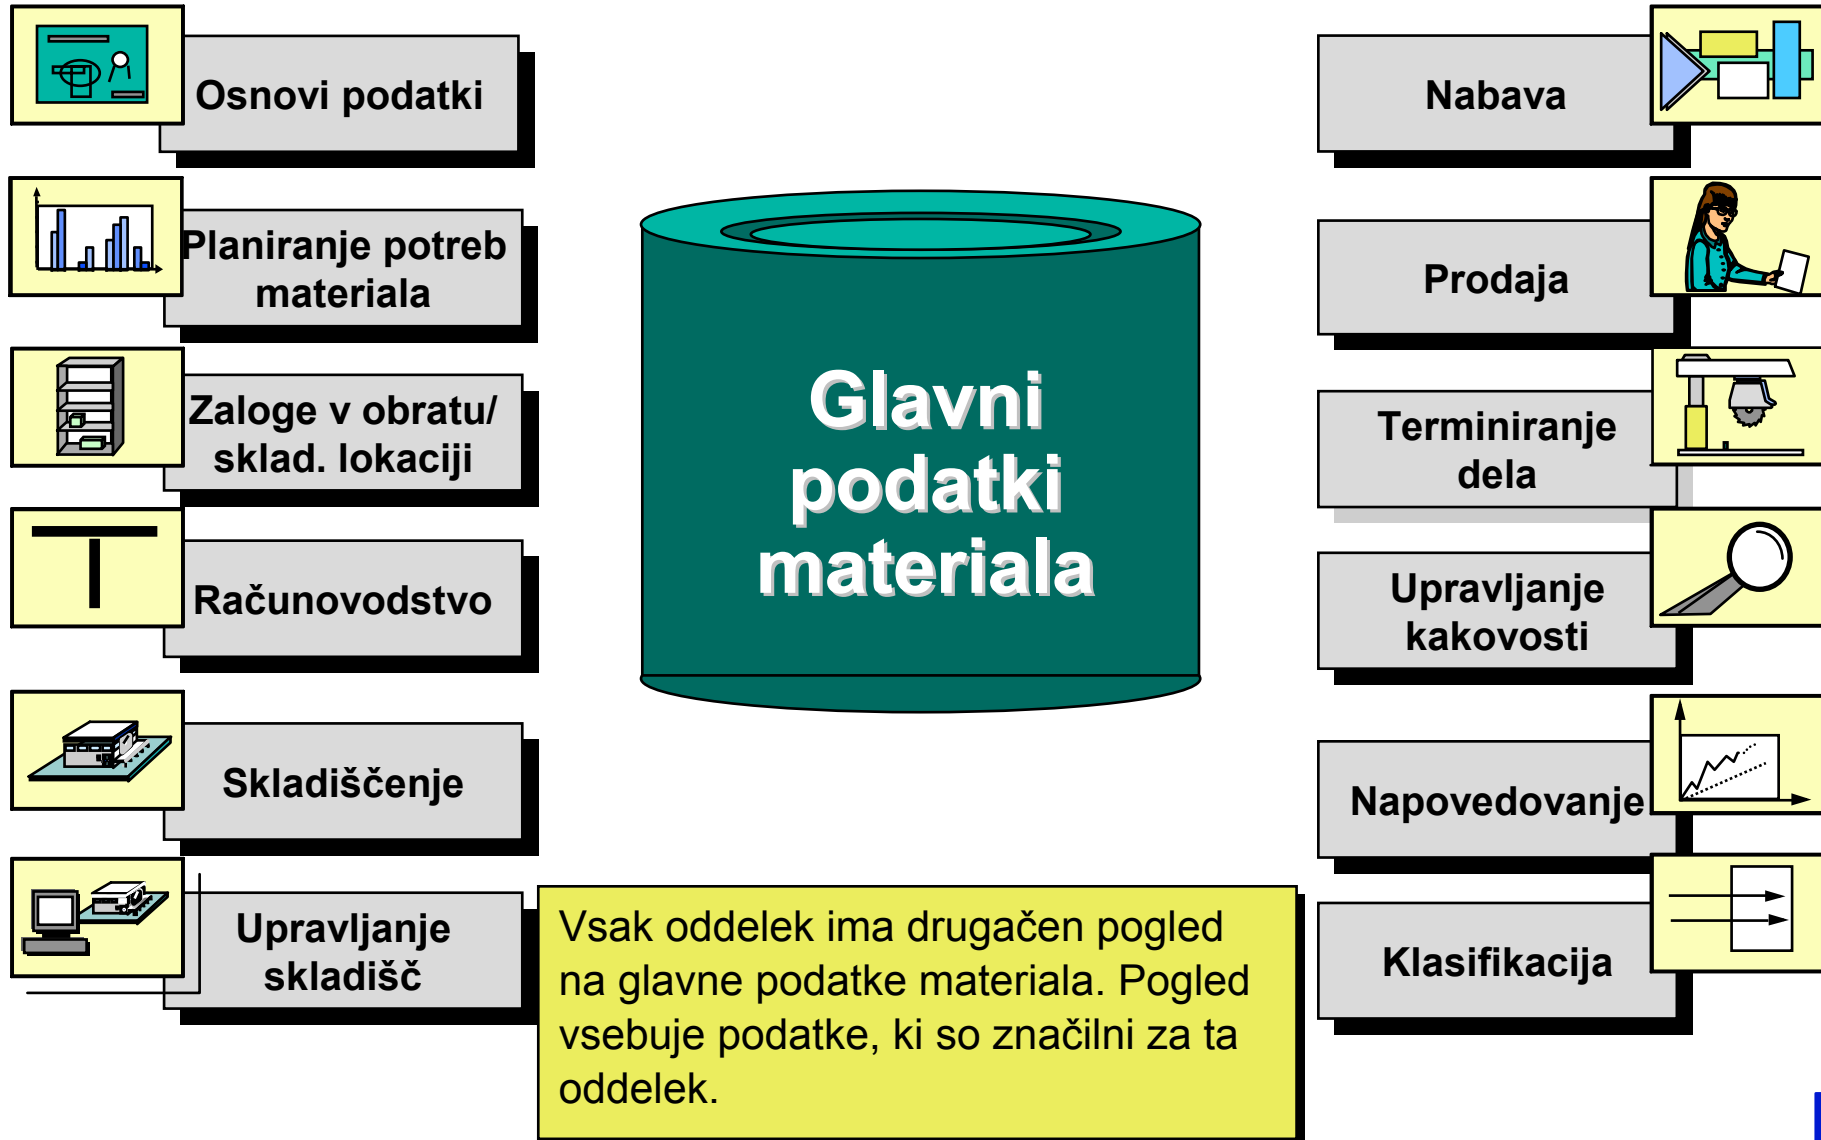 Osnovi podatki
Planiranje potreb
materiala
Zaloge v obratu/
sklad. lokaciji
Računovodstvo
Skladiščenje
Upravljanje
skladišč
Glavni
podatki
materiala
Vsak oddelek ima drugačen pogled
na glavne podatke materiala. Pogled
vsebuje podatke, ki so značilni za ta
oddelek.
Nabava
Prodaja
Terminiranje
dela
Upravljanje
kakovosti
Napovedovanje
Klasifikacija